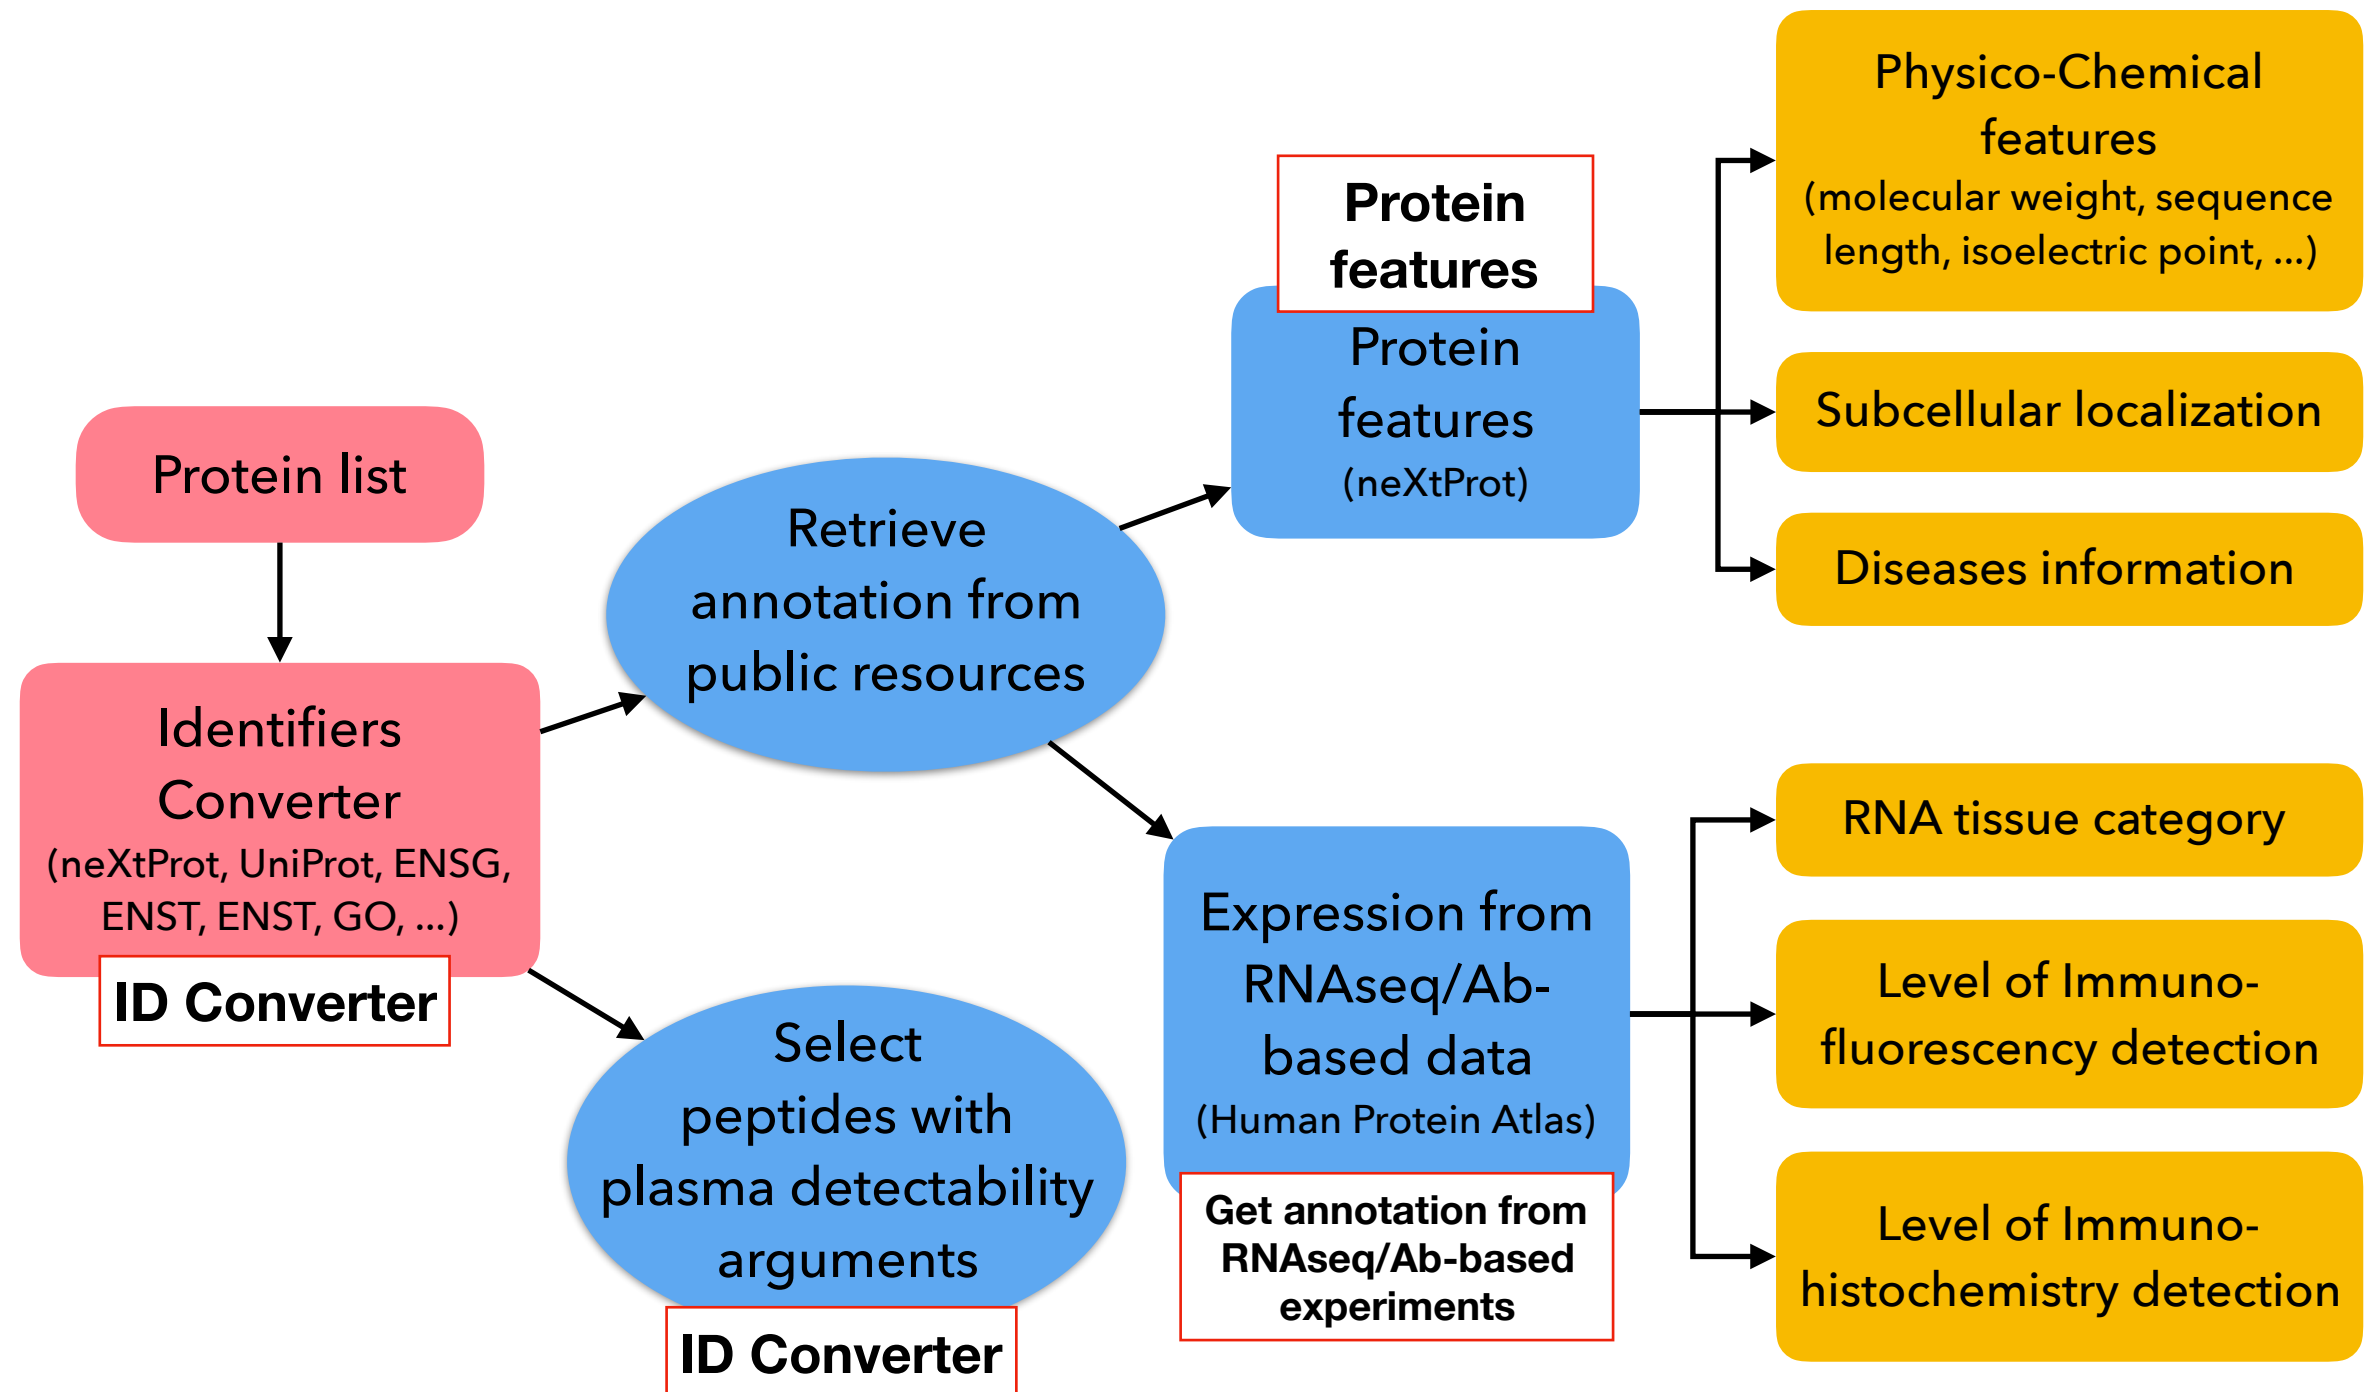 Protein list
Identifiers
Converter
(neXtProt, UniProt, ENSG,
ENST, ENST, GO, ...)
ID Converter
Retrieve
annotation from
public resources
Select
peptides with
plasma detectability
arguments
ID Converter
Protein
features
Protein
features
(neXtProt)
Expression from
RNAseq/Ab-
based data
(Human Protein Atlas)
Get annotation from
RNAseq/Ab-based
experiments
Physico-Chemical
features
(molecular weight, sequence
length, isoelectric point, ...)
Subcellular localization
Diseases information
RNA tissue category
Level of Immuno-
fluorescency detection
Level of Immuno-
histochemistry detection